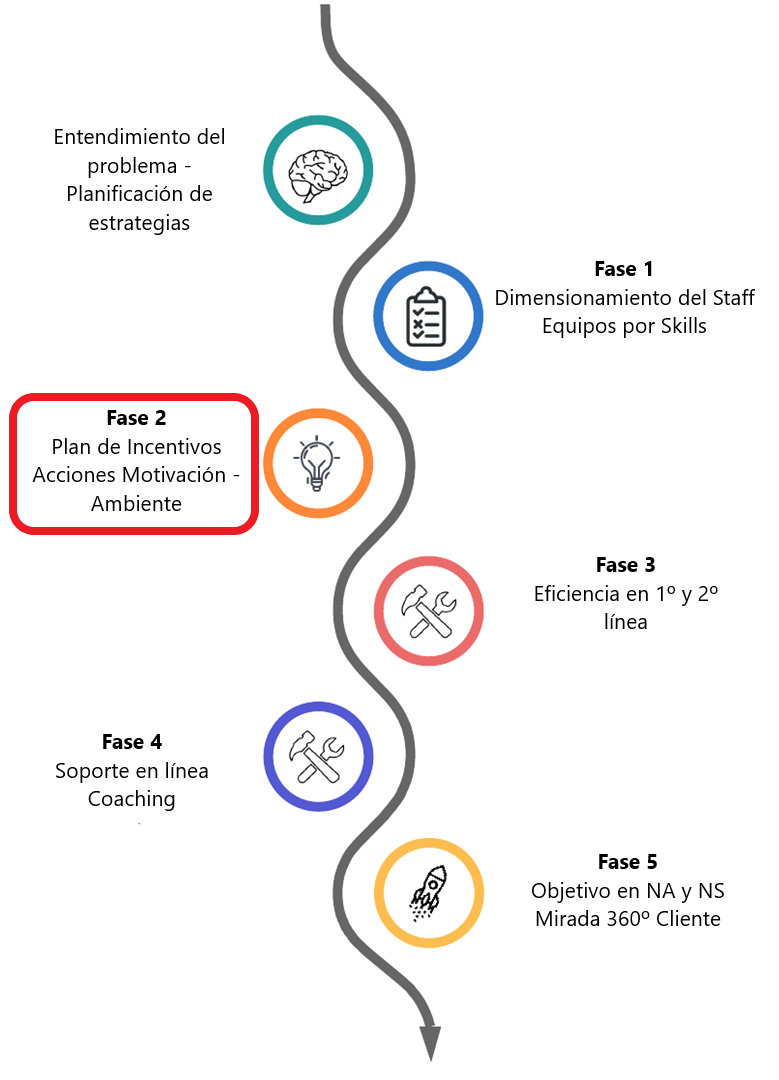 Entendimiento del
problema -
Planificación de
estrategias
Fase 1
Dimensionamiento del Staff
Equipos por Skills
Fase 2
Plan de Incentivos
Acciones Motivación -
Ambiente
Fase 3
Eficiencia en 1º y 2º
línea
Fase 4
Soporte en línea
Coaching
Fase 5
Objetivo en NA y NS
Mirada 360º Cliente